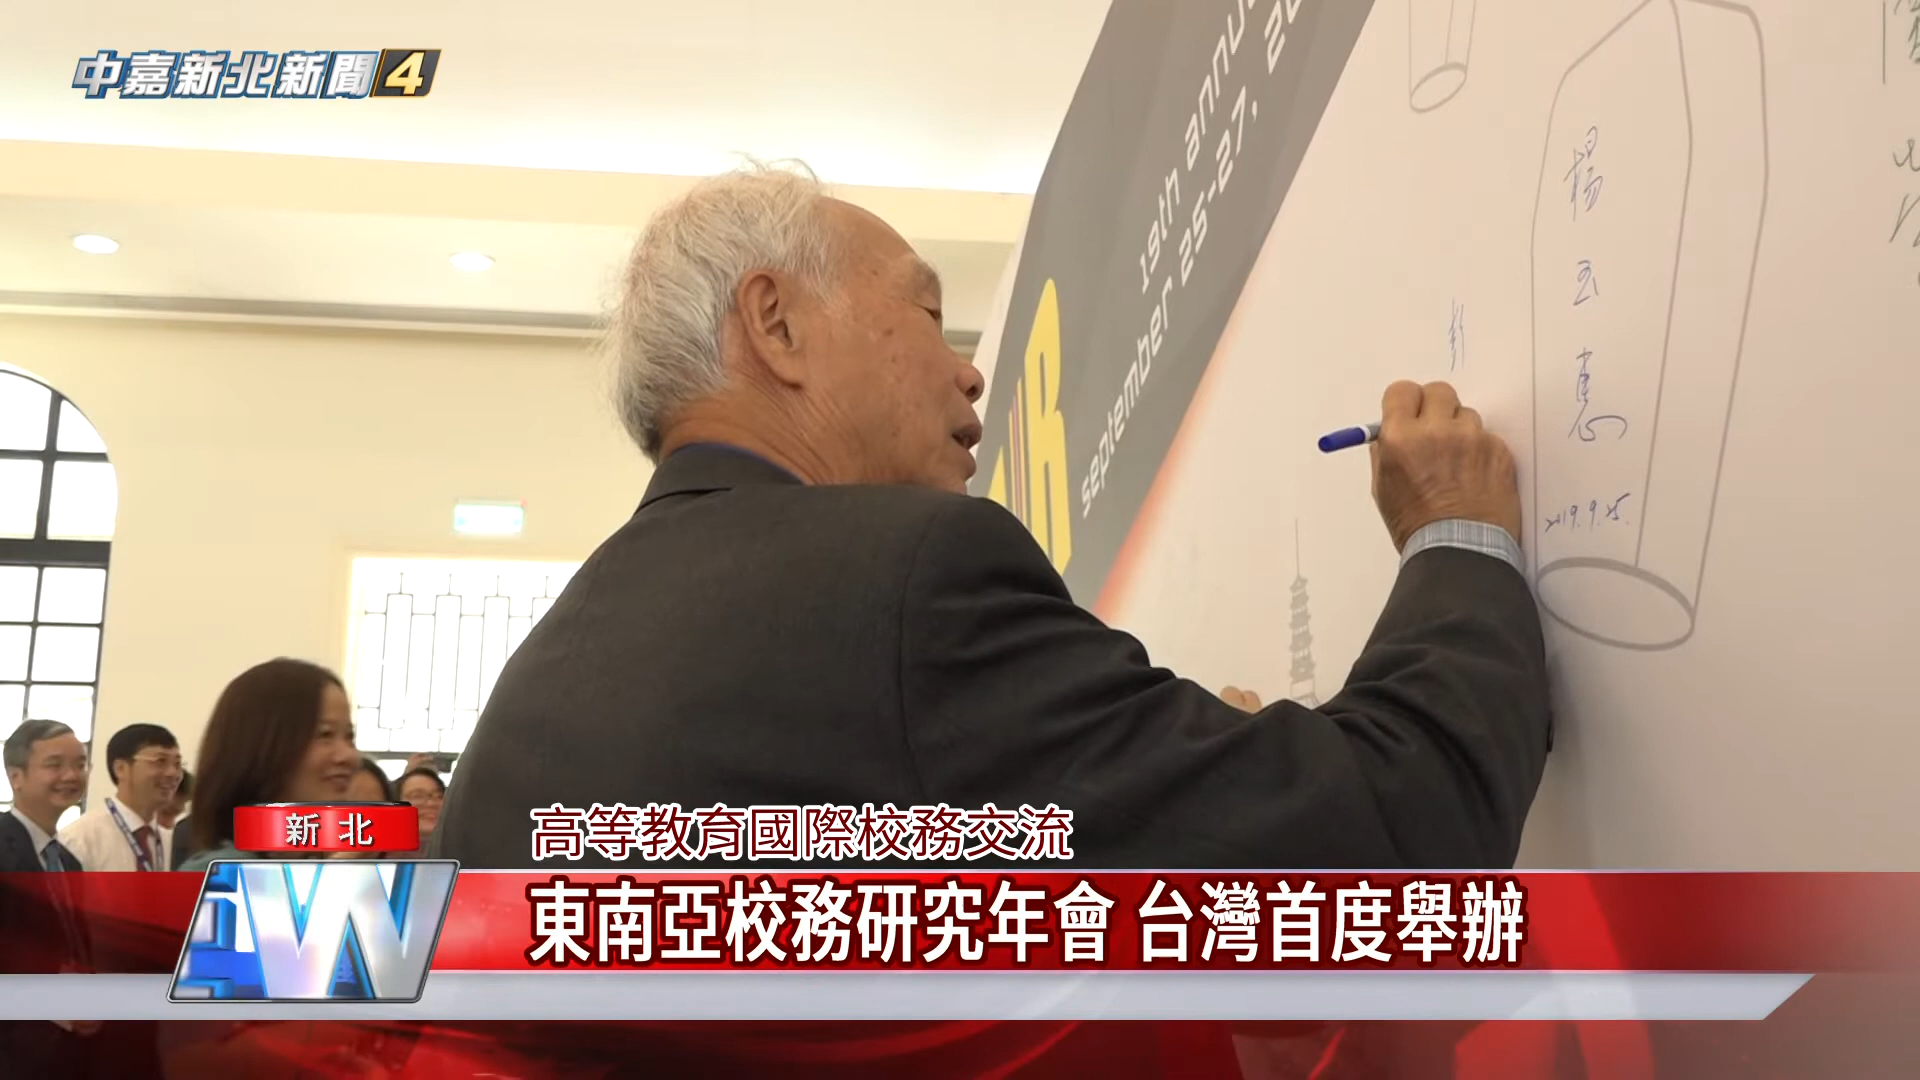 中嘉新北新聞4
19th annu
september 25-27, 20
楊玉惠
2019.9.25.
彭
新北
高等教育國際校務交流
東南亞校務研究年會 台灣首度舉辦